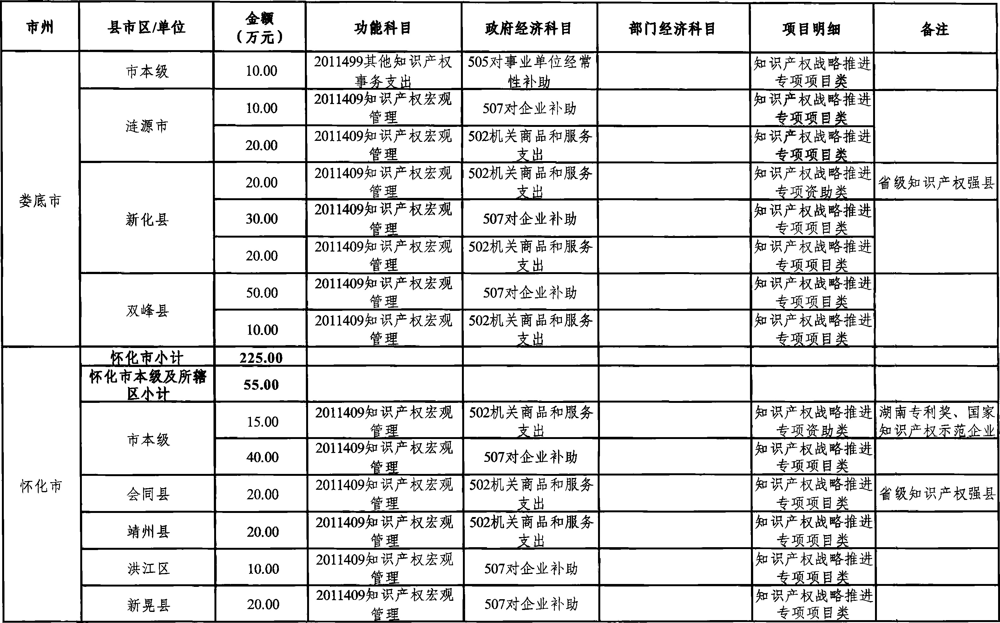 市州 县市区/单位 金额（万元） 功能科目 政府经济科目 部门经济科目 项目明细 备注
娄底市
市本级 10.00 2011499其他知识产权事务支出 505对事业单位经常性补助 知识产权战略推进专项项目类
涟源市 10.00 2011409知识产权宏观管理 507对企业补助 知识产权战略推进专项项目类
20.00 2011409知识产权宏观管理 502机关商品和服务支出 知识产权战略推进专项项目类
新化县 20.00 2011409知识产权宏观管理 502机关商品和服务支出 知识产权战略推进专项资助类 省级知识产权强县
30.00 2011409知识产权宏观管理 507对企业补助 知识产权战略推进专项项目类
20.00 2011409知识产权宏观管理 502机关商品和服务支出 知识产权战略推进专项项目类
双峰县 50.00 2011409知识产权宏观管理 507对企业补助 知识产权战略推进专项项目类
10.00 2011409知识产权宏观管理 502机关商品和服务支出 知识产权战略推进专项项目类
怀化市
怀化市小计 225.00
怀化市本级及所辖区小计 55.00
市本级 15.00 2011409知识产权宏观管理 502机关商品和服务支出 知识产权战略推进专项资助类 湖南专利奖、国家知识产权示范企业
40.00 2011409知识产权宏观管理 507对企业补助 知识产权战略推进专项项目类
会同县 20.00 2011409知识产权宏观管理 502机关商品和服务支出 知识产权战略推进专项项目类 省级知识产权强县
靖州县 20.00 2011409知识产权宏观管理 502机关商品和服务支出 知识产权战略推进专项项目类
洪江区 10.00 2011409知识产权宏观管理 507对企业补助 知识产权战略推进专项项目类
新晃县 20.00 2011409知识产权宏观管理 507对企业补助 知识产权战略推进专项项目类